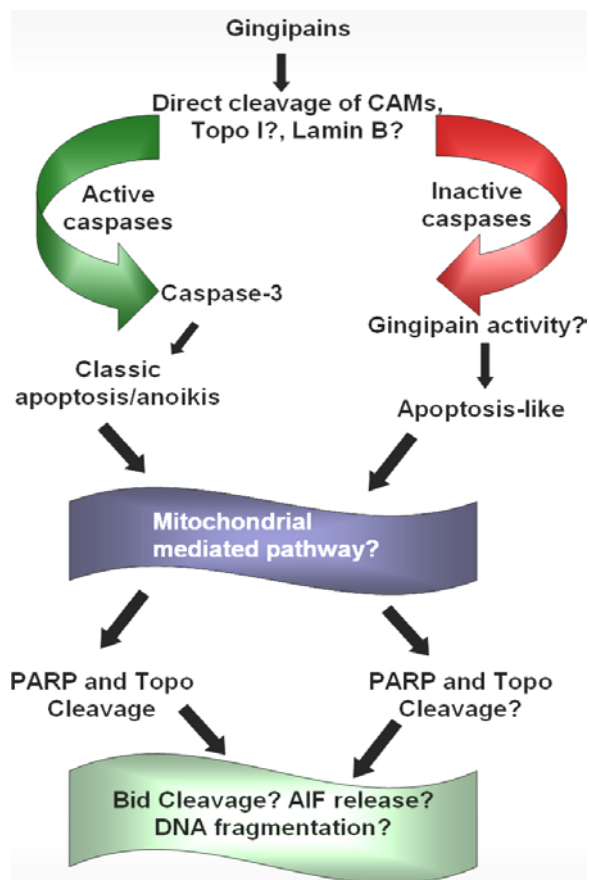 Gingipains
Direct cleavage of CAMs,
Topo I?, Lamin B?
Active
caspases
Inactive
caspases
Caspase-3
Gingipain activity?
Classic
apoptosis/anoikis
Apoptosis-like
Mitochondrial
mediated pathway?
PARP and Topo
Cleavage
PARP and Topo
Cleavage?
Bid Cleavage? AIF release?
DNA fragmentation?